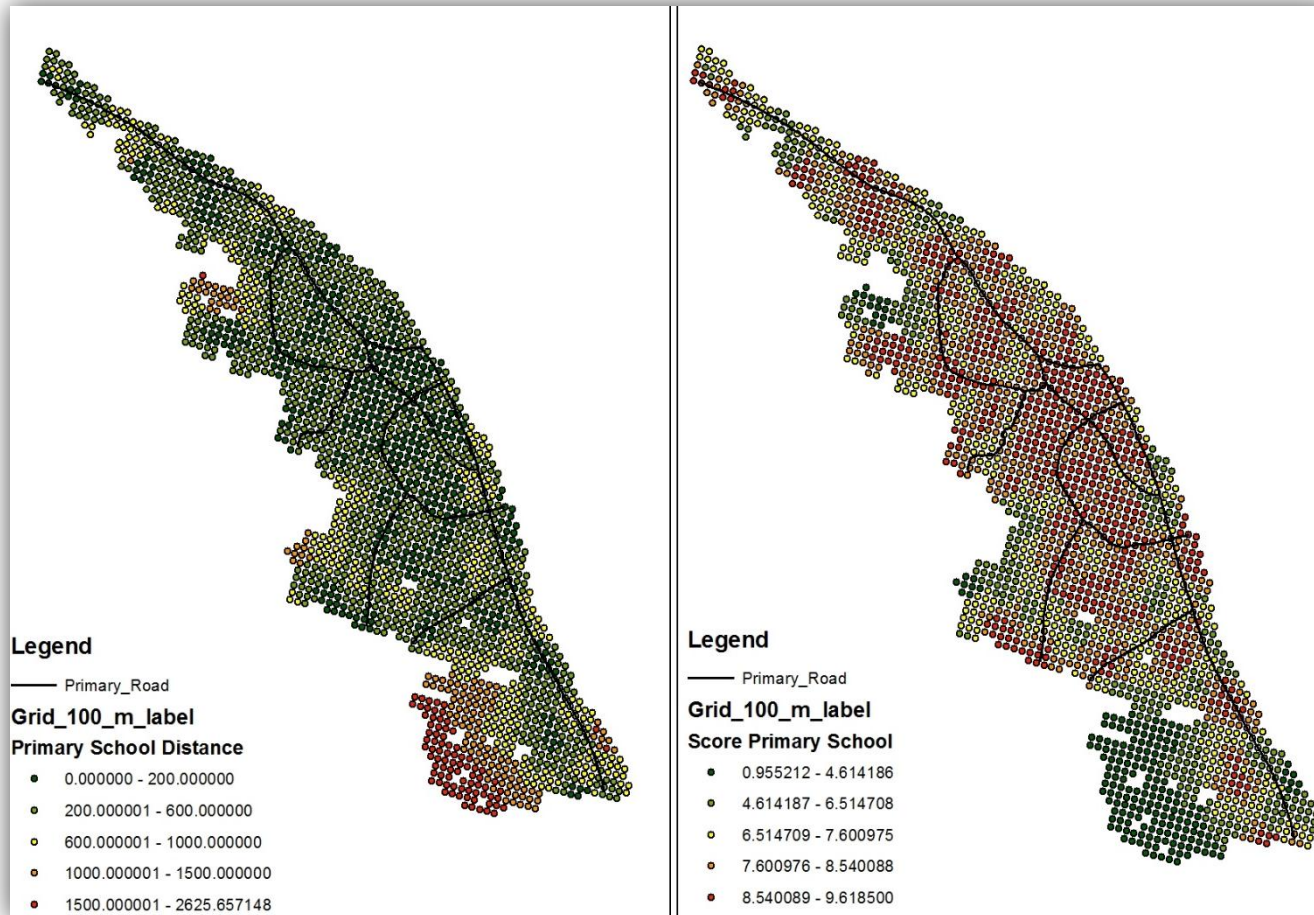 Legend
Primary_Road
Grid_100_m_label
Primary School Distance
0.000000 - 200.000000
200.000001 - 600.000000
600.000001 - 1000.000000
1000.000001 - 1500.000000
1500.000001 - 2625.657148
Legend
Primary_Road
Grid_100_m_label
Score Primary School
0.955212 - 4.614186
4.614187 - 6.514708
6.514709 - 7.600975
7.600976 - 8.540088
8.540089 - 9.618500